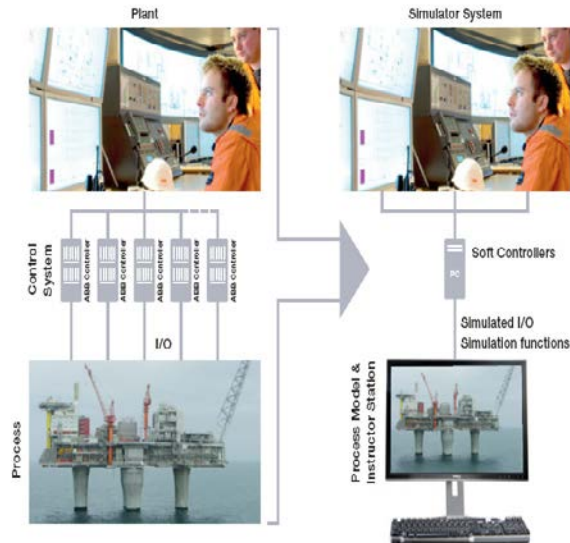 Plant
Simulator System
Control
System
ABB Controller
ABB Controller
ABB Controller
ABB Controller
ABB Controller
Soft Controllers
PC
I/O
Simulated I/O
Simulation functions
Process
Process Model &
Instructor Station